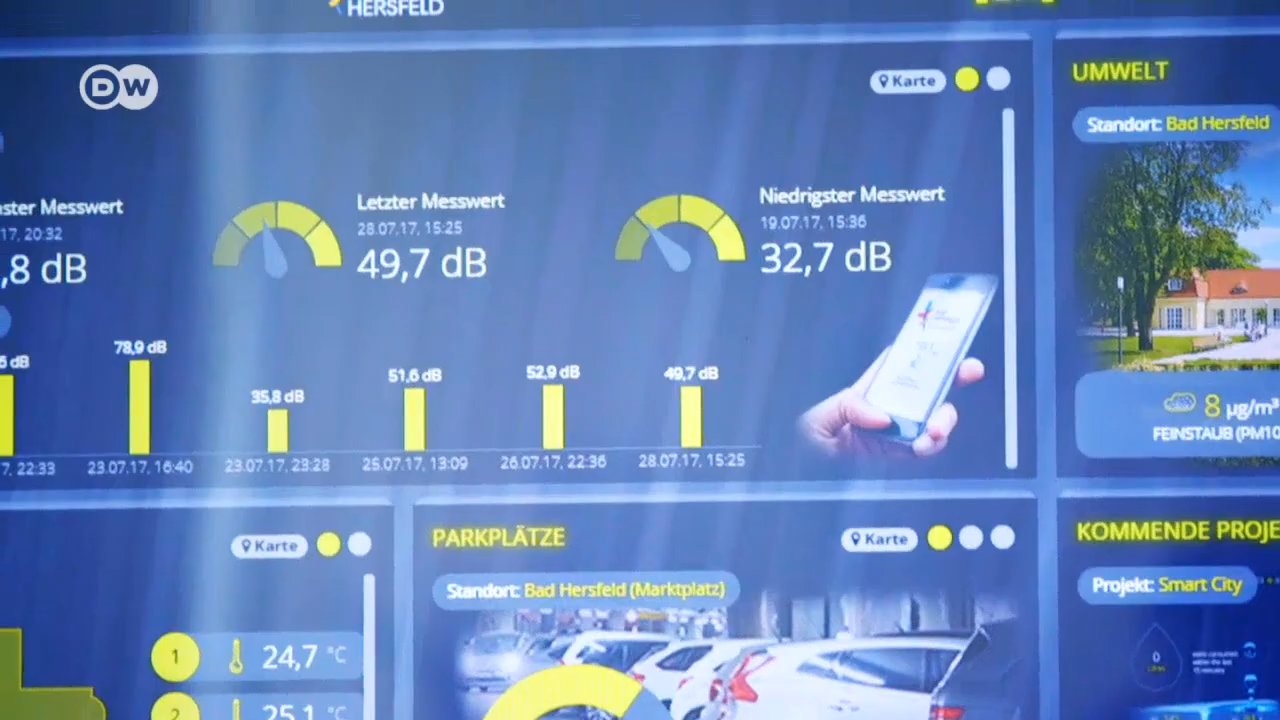 HERSFELD
DW
Karte
UMWELT
Standort: Bad Hersfeld
ster Messwert
17, 20:32
,8 dB
Letzter Messwert
28.07.17, 15:25
49,7 dB
Niedrigster Messwert
19.07.17, 15:36
32,7 dB
dB
78,9 dB
35,8 dB
51,6 dB
52,9 dB
49,7 dB
7, 22:33
23.07.17, 16:40
23.07.17, 23:28
25.07.17, 13:09
26.07.17, 22:36
28.07.17, 15:25
8 µg/m³
FEINSTAUB (PM10
Karte
1
24,7 °C
2
25,1 °C
PARKPLÄTZE
Karte
Standort: Bad Hersfeld (Marktplatz)
KOMMENDE PROJE
Projekt: Smart City
0